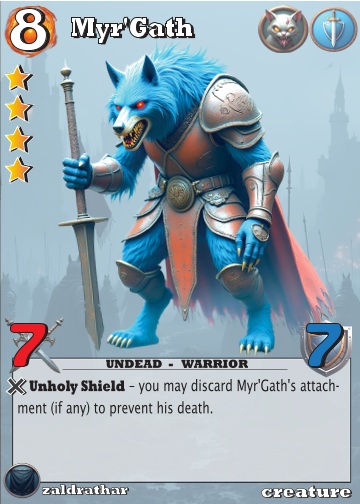 8 Myr'Gath
7 7
UNDEAD - WARRIOR
Unholy Shield – you may discard Myr'Gath's attach-
ment (if any) to prevent his death.
zaldrathar creature